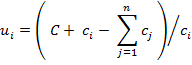 u_i = ( C + c_i − ∑_{j=1}^{n} c_j ) / c_i